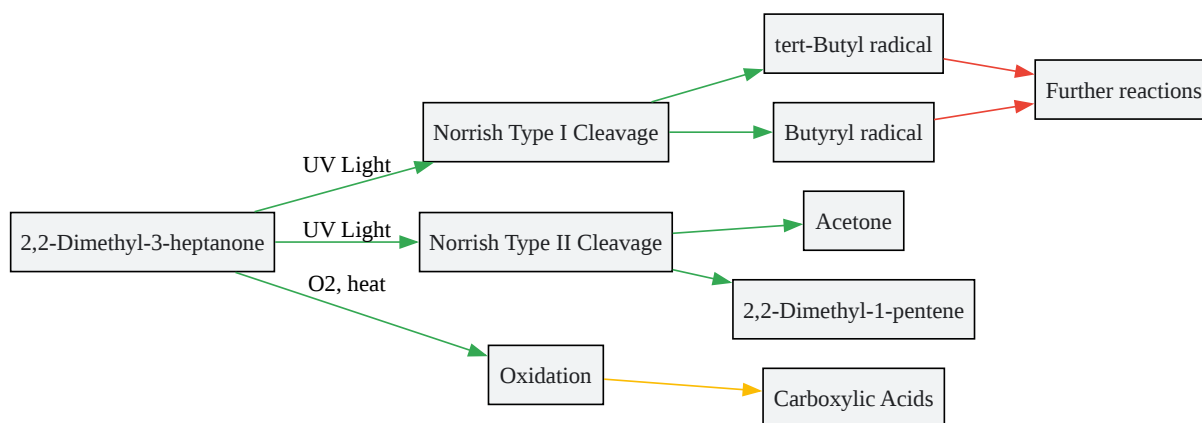 tert-Butyl radical
Further reactions
Norrish Type I Cleavage
Butyryl radical
UV Light
Acetone
UV Light
2,2-Dimethyl-3-heptanone
Norrish Type II Cleavage
O2, heat
2,2-Dimethyl-1-pentene
Oxidation
Carboxylic Acids